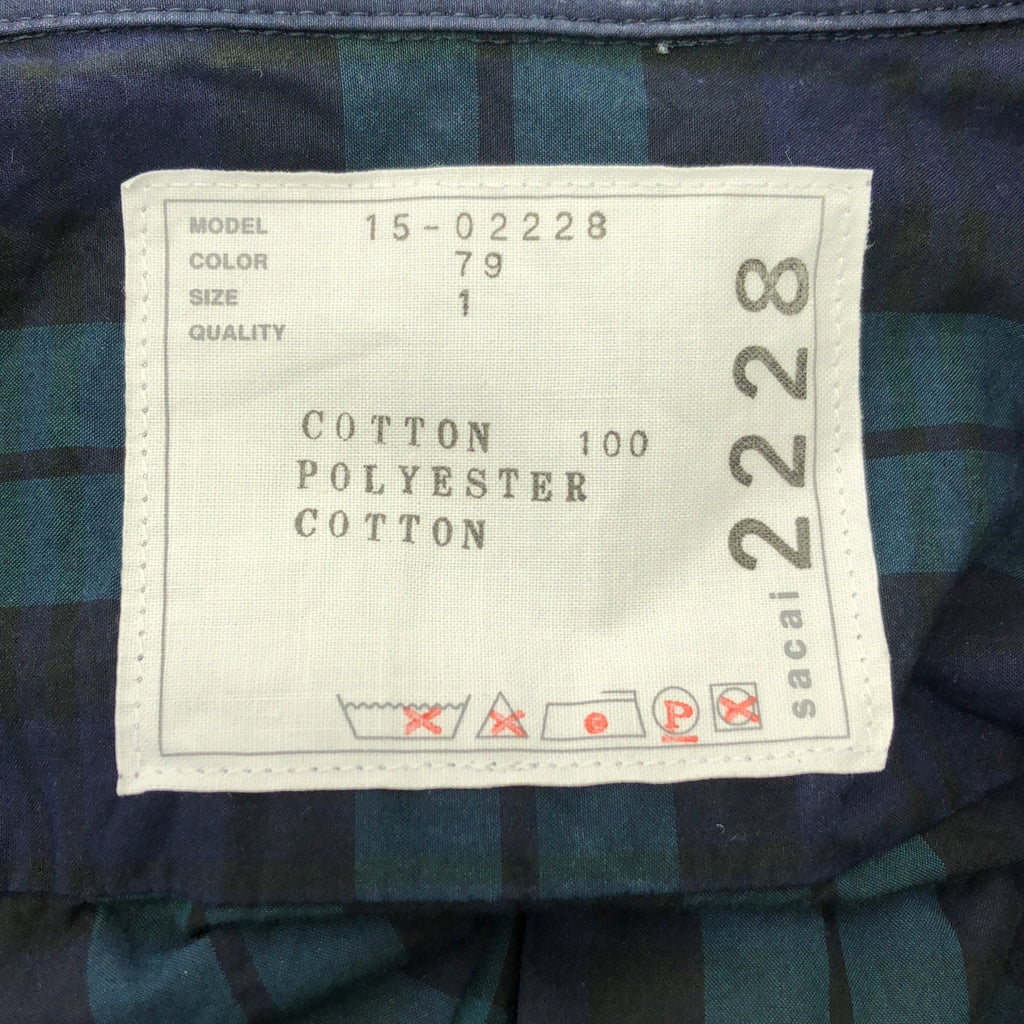 MODEL 15-02228
COLOR 79
SIZE 1
QUALITY
COTTON 100
POLYESTER
COTTON
P
sacai 2228